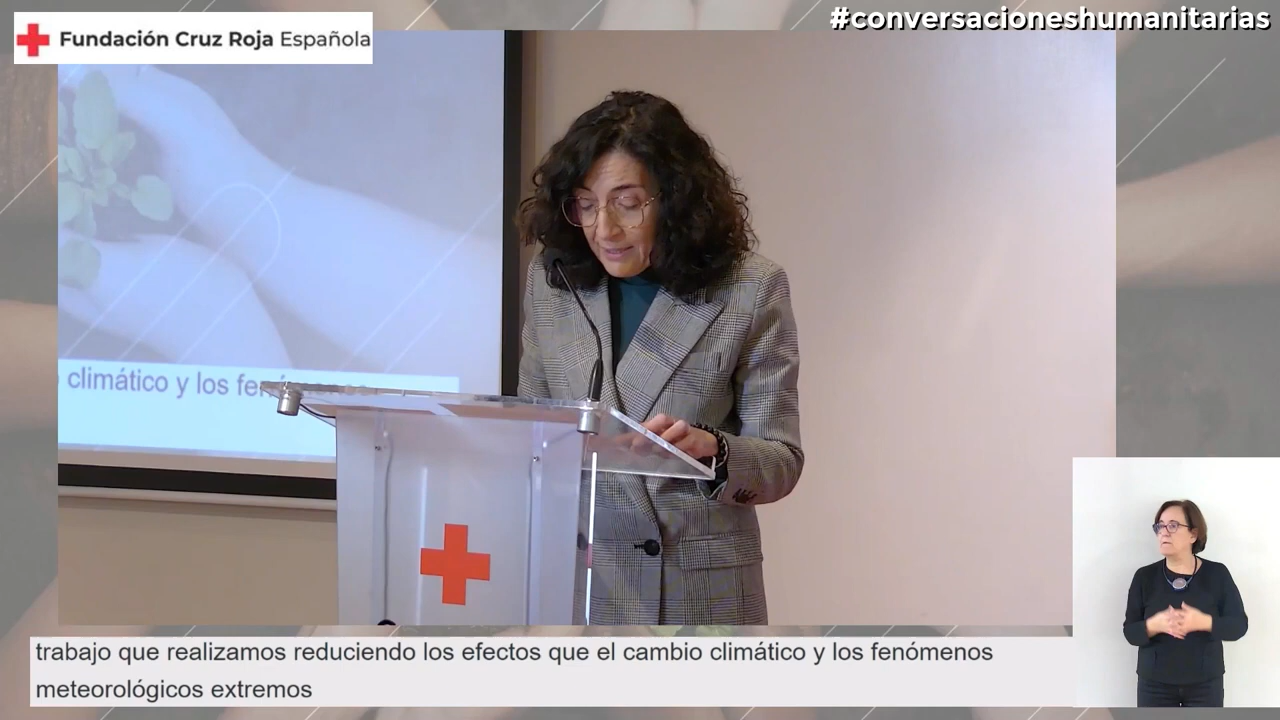 #conversacioneshumanitarias
Fundación Cruz Roja Española
climático y los
trabajo que realizamos reduciendo los efectos que el cambio climático y los fenómenos
meteorológicos extremos